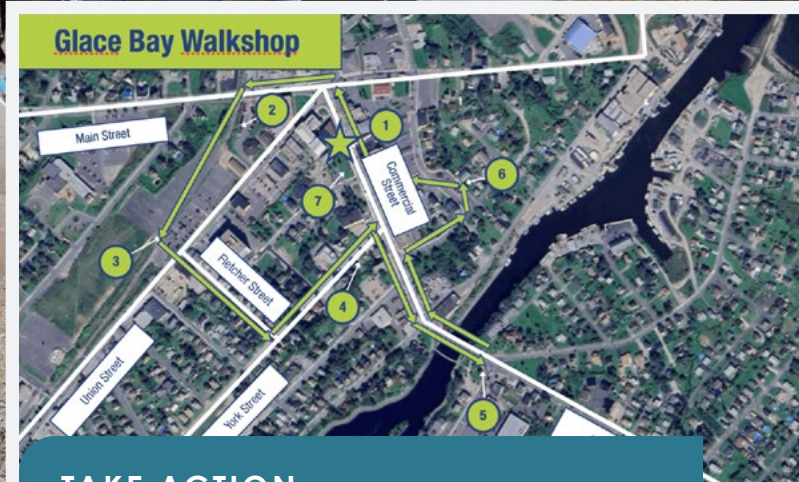 Glace Bay Walkshop
Main Street
2
1
Commercial
Street
6
7
3
Fletcher Street
4
Union Street
York Street
5
TAKE ACTION